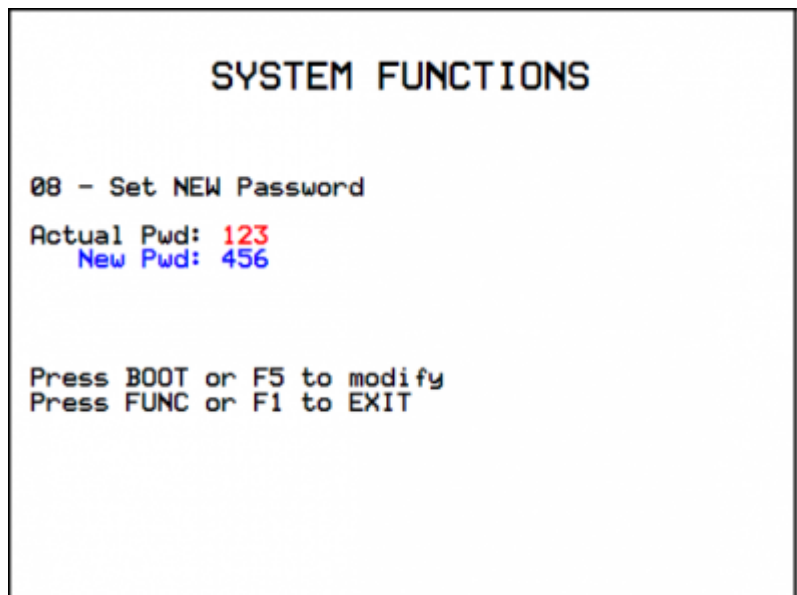 SYSTEM FUNCTIONS
08 - Set NEW Password
Actual Pwd: 123
New Pwd: 456
Press BOOT or F5 to modify
Press FUNC or F1 to EXIT